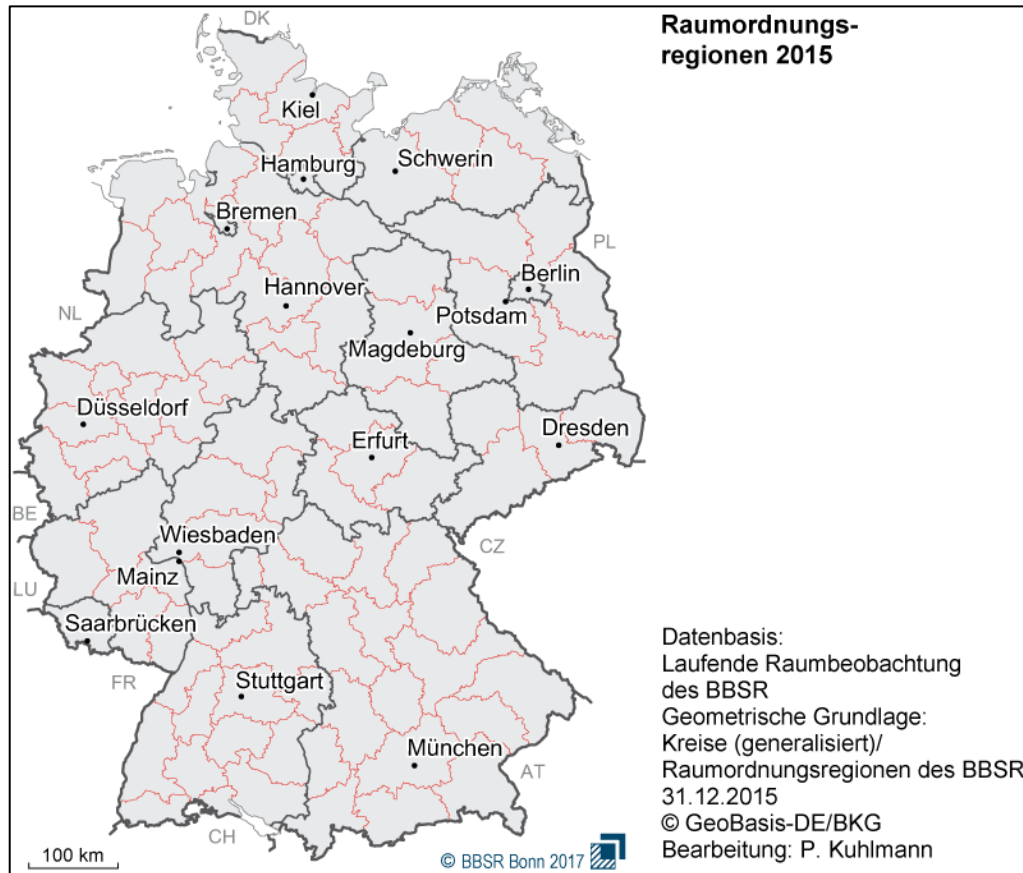 Raumordnungs-
regionen 2015
DK
Kiel
Hamburg
Schwerin
Bremen
PL
Berlin
Hannover
Potsdam
NL
Magdeburg
Düsseldorf
Erfurt
Dresden
BE
Wiesbaden
CZ
Mainz
LU
Saarbrücken
FR
Stuttgart
München
AT
CH
100 km
© BBSR Bonn 2017
Datenbasis:
Laufende Raumbeobachtung
des BBSR
Geometrische Grundlage:
Kreise (generalisiert)/
Raumordnungsregionen des BBSR
31.12.2015
© GeoBasis-DE/BKG
Bearbeitung: P. Kuhlmann